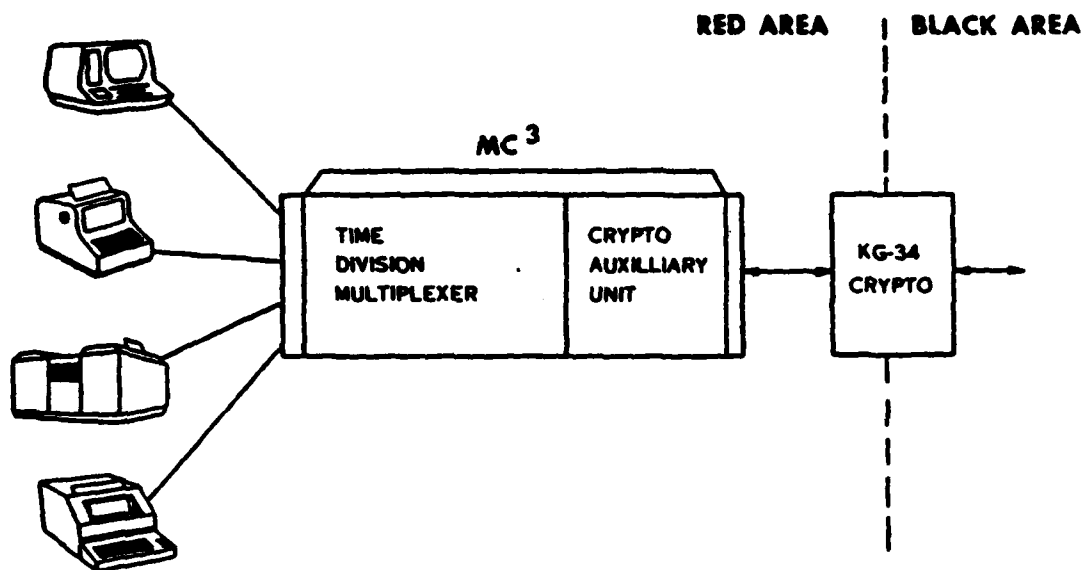 RED AREA
BLACK AREA
MC³
TIME
DIVISION
MULTIPLEXER
CRYPTO
AUXILLIARY
UNIT
KG-34
CRYPTO